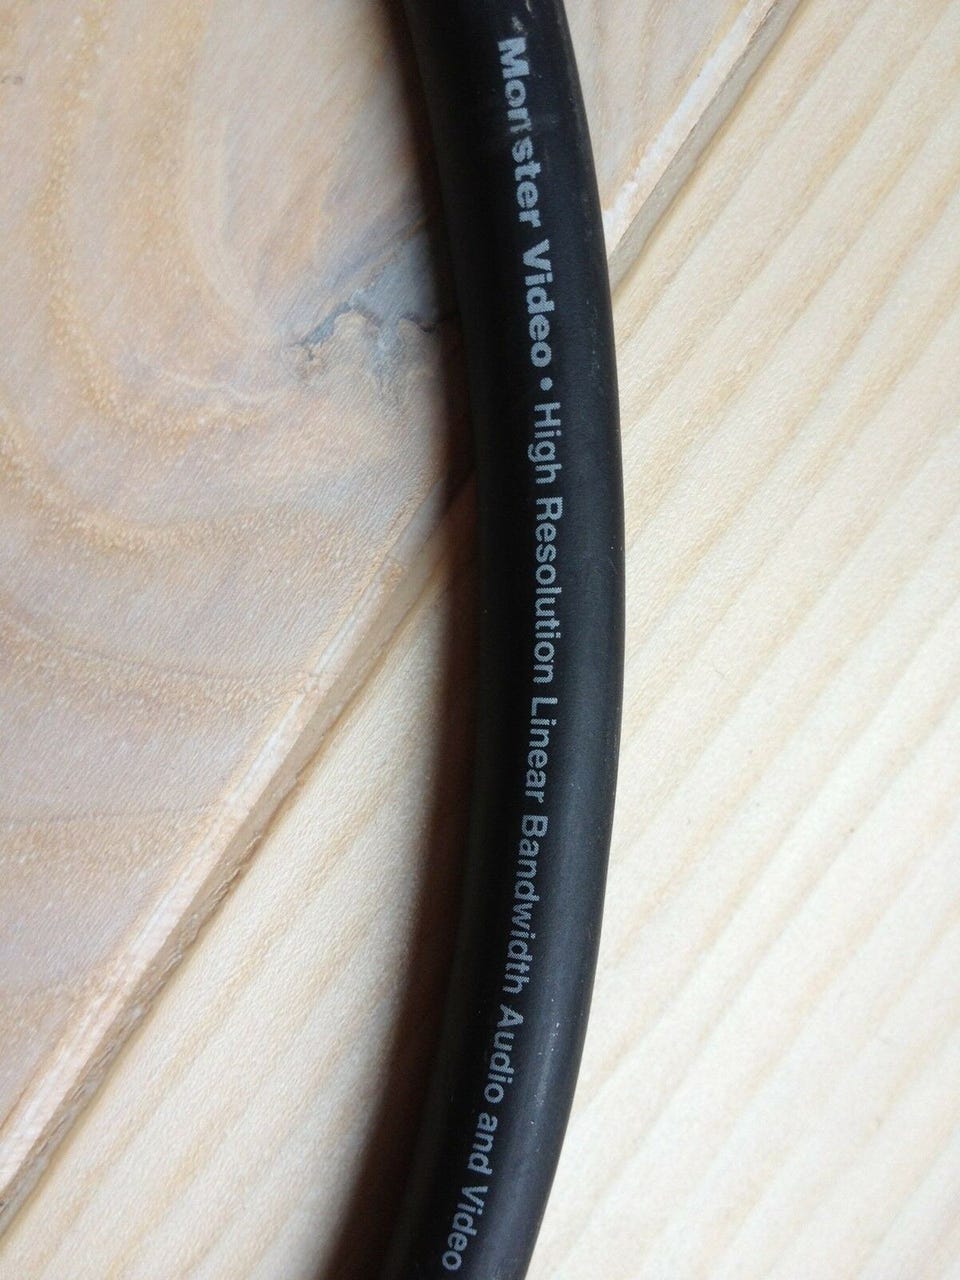 Monster Video • High Resolution Linear Bandwidth Audio and Video